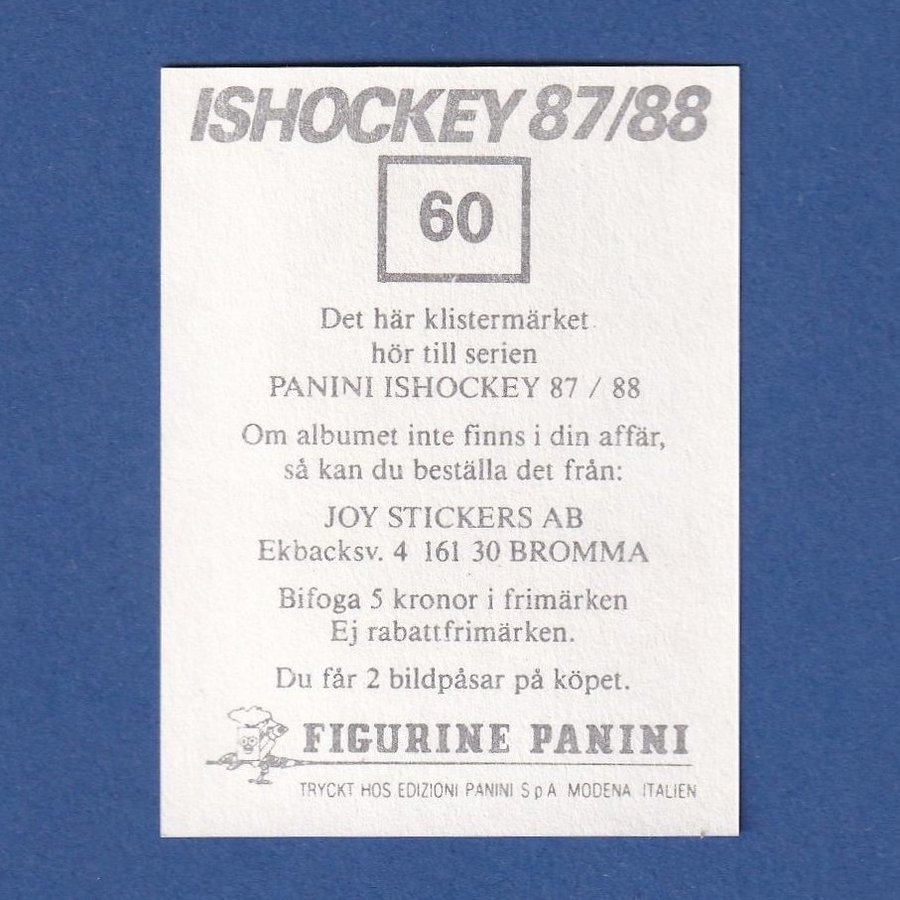 ISHOCKEY 87/88
60
Det här klistermärket
hör till serien
PANINI ISHOCKEY 87 / 88
Om albumet inte finns i din affär,
så kan du beställa det från:
JOY STICKERS AB
Ekbacksv. 4 161 30 BROMMA
Bifoga 5 kronor i frimärken
Ej rabattfrimärken.
Du får 2 bildpåsar på köpet.
FIGURINE PANINI
TRYCKT HOS EDIZIONI PANINI S p A MODENA ITALIEN